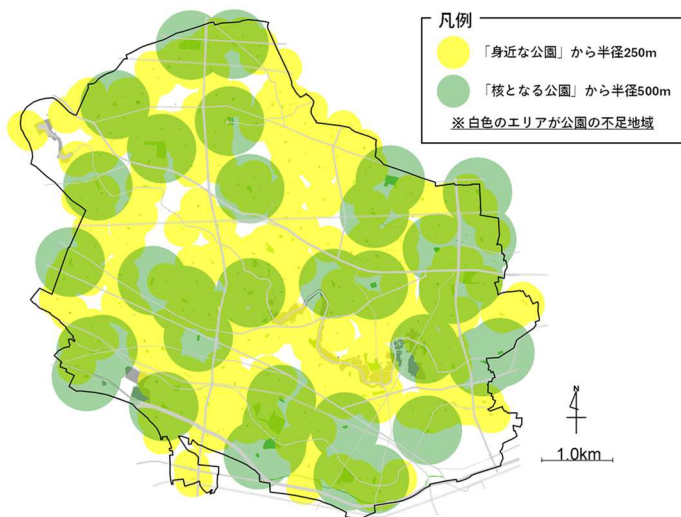 凡例
「身近な公園」から半径250m
「核となる公園」から半径500m
※ 白色のエリアが公園の不足地域
N
1.0km